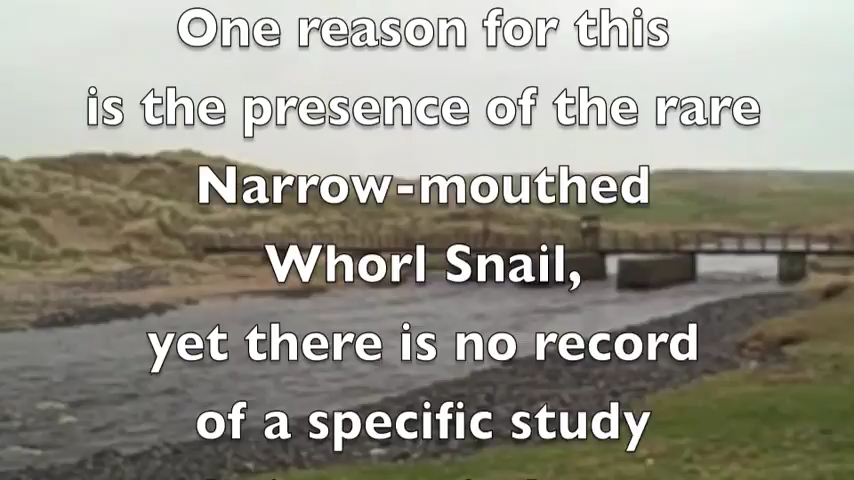 One reason for this
is the presence of the rare
Narrow-mouthed
Whorl Snail,
yet there is no record
of a specific study